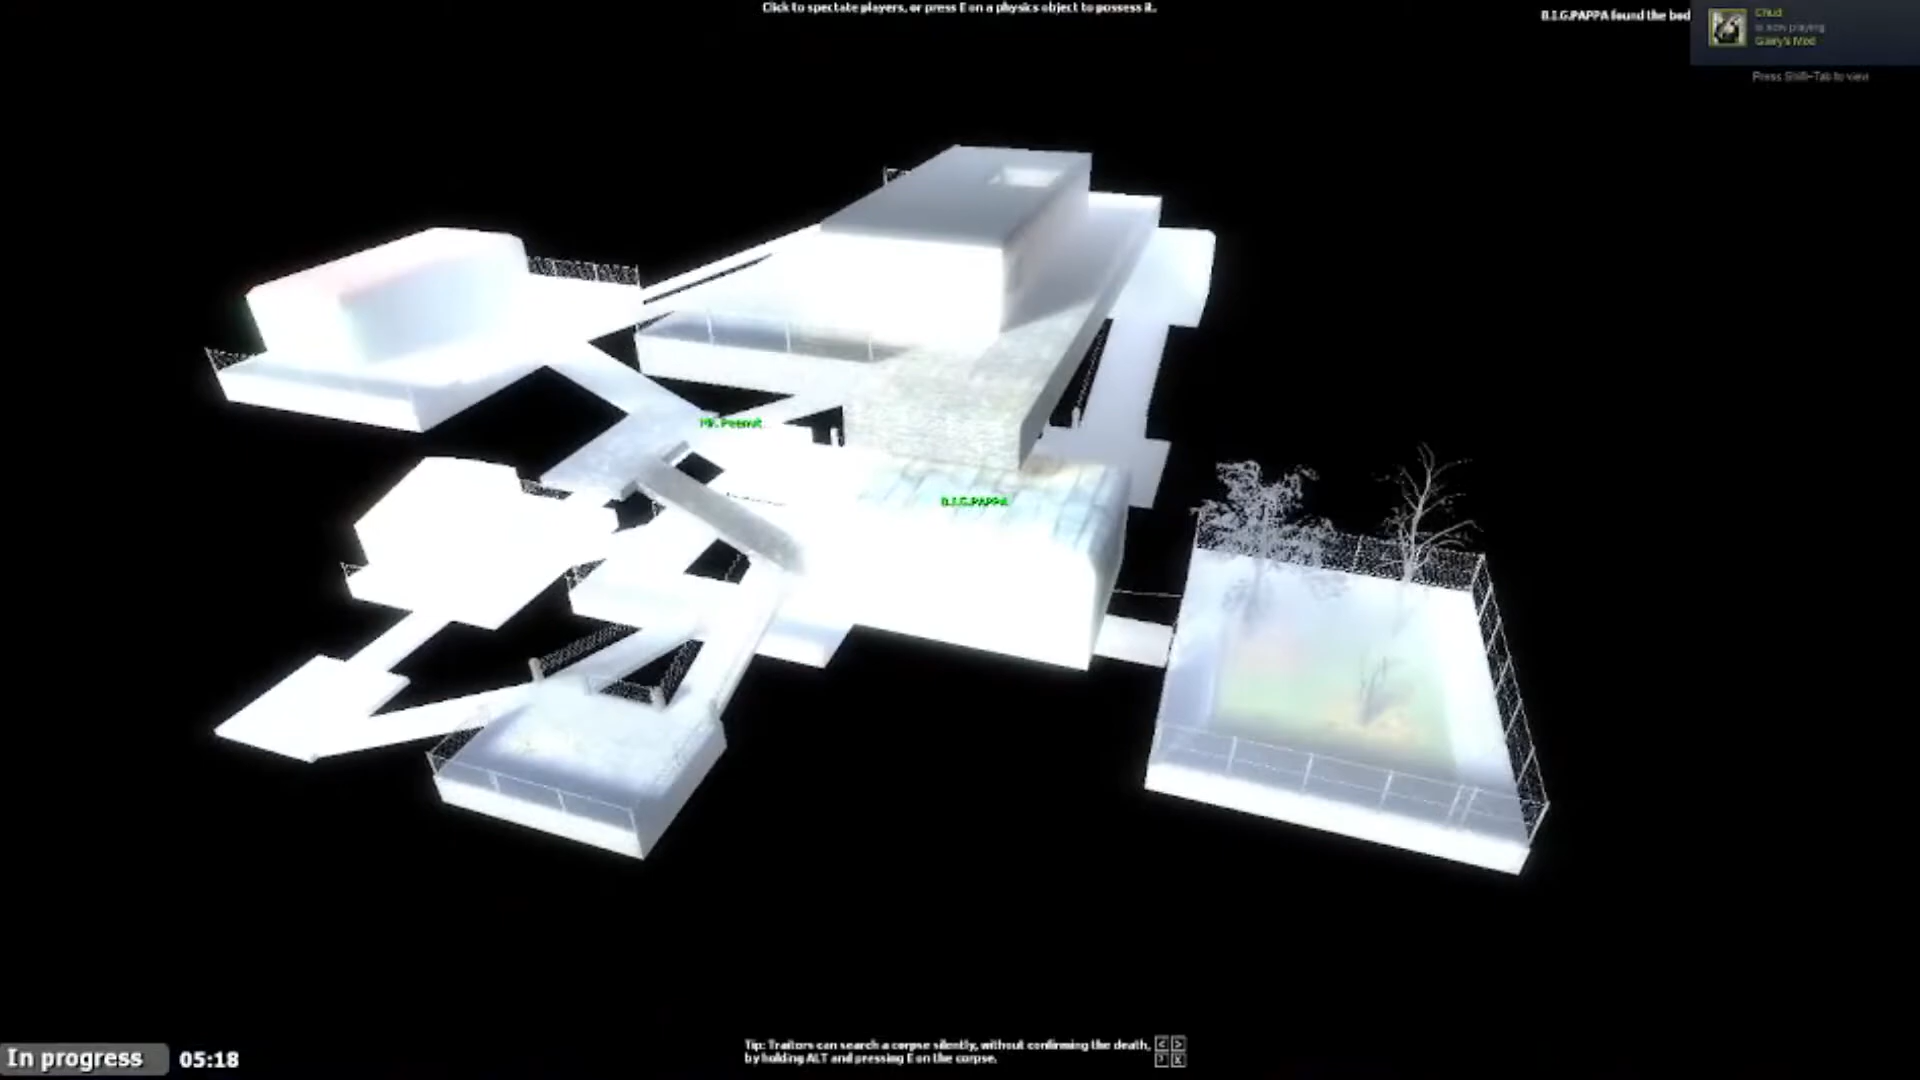 Click to spectate players, or press E on a physics object to possess it.
B.I.G.PAPPA found the bod
Chud
is now playing
Garry's Mod
Press Shift-Tab to view
Mr. Peanut
B.I.G.PAPPA
Tip: Traitors can search a corpse silently, without confirming the death,
by holding ALT and pressing E on the corpse.
< >
? X
In progress 05:18